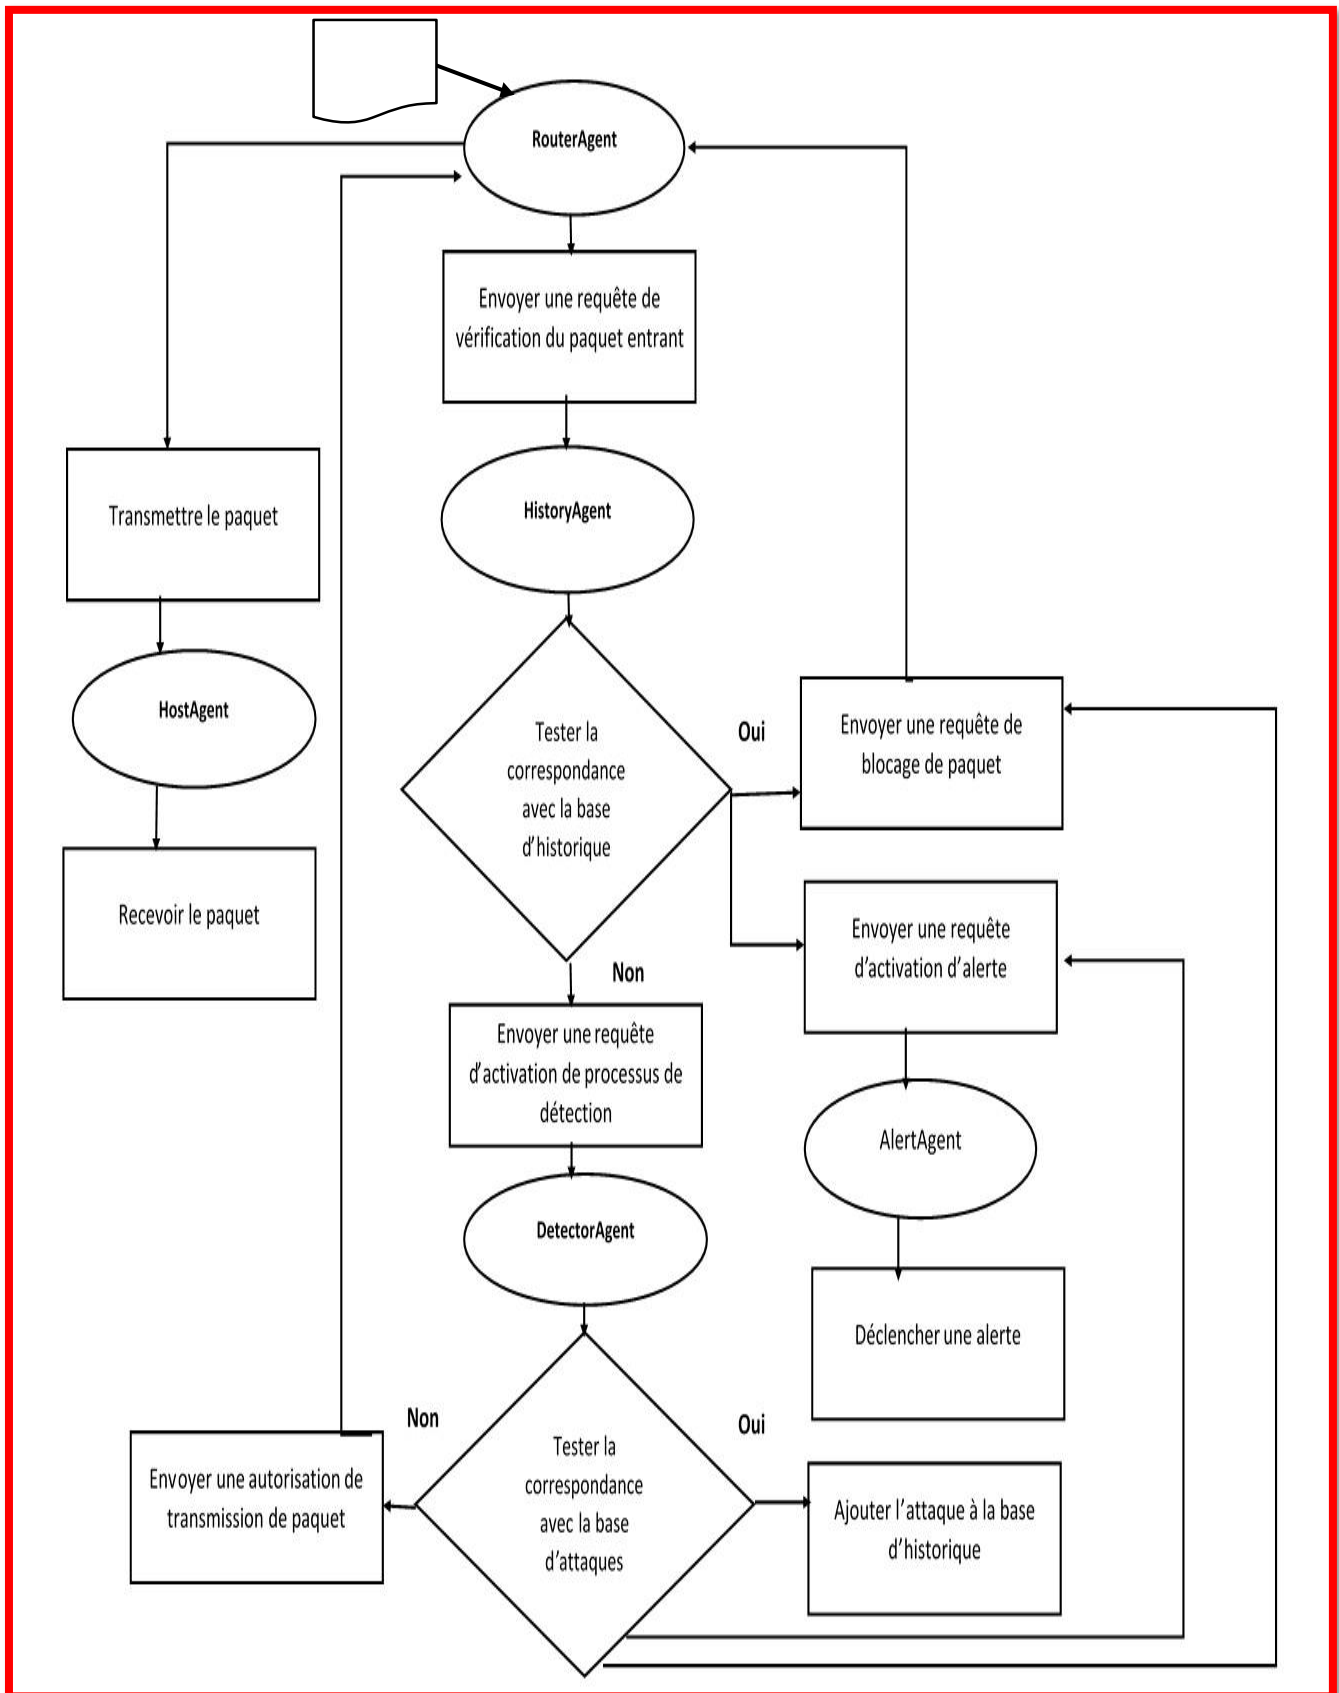 RouterAgent
Envoyer une requête de
vérification du paquet entrant
Transmettre le paquet
HistoryAgent
HostAgent
Tester la
correspondance
avec la base
d'historique
Oui
Envoyer une requête de
blocage de paquet
Recevoir le paquet
Envoyer une requête
d'activation d'alerte
Non
Envoyer une requête
d'activation de processus de
détection
AlertAgent
DetectorAgent
Déclencher une alerte
Non
Oui
Tester la
correspondance
avec la base
d'attaques
Envoyer une autorisation de
transmission de paquet
Ajouter l'attaque à la base
d'historique